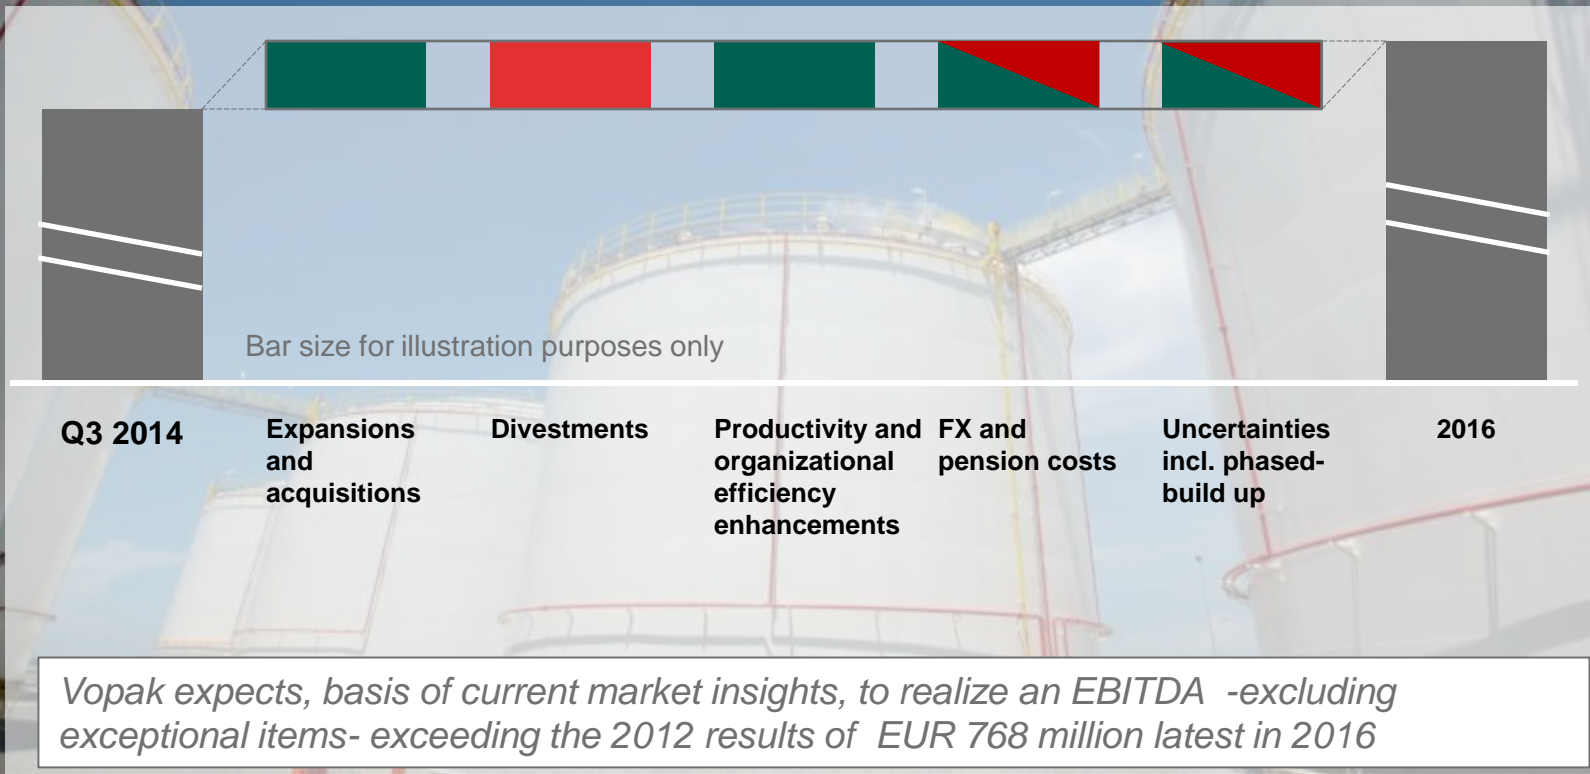 Bar size for illustration purposes only
Q3 2014
Expansions
and
acquisitions
Divestments
Productivity and
organizational
efficiency
enhancements
FX and
pension costs
Uncertainties
incl. phased-
build up
2016
Vopak expects, basis of current market insights, to realize an EBITDA -excluding
exceptional items- exceeding the 2012 results of EUR 768 million latest in 2016